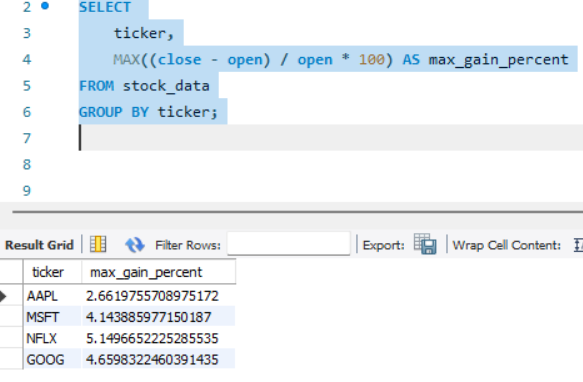 2 SELECT
3 ticker,
4 MAX((close - open) / open * 100) AS max_gain_percent
5 FROM stock_data
6 GROUP BY ticker;
7
8
9
Result Grid Filter Rows: Export: Wrap Cell Content:
ticker max_gain_percent
AAPL 2.6619755708975172
MSFT 4.143885977150187
NFLX 5.1496652225285535
GOOG 4.6598322460391435